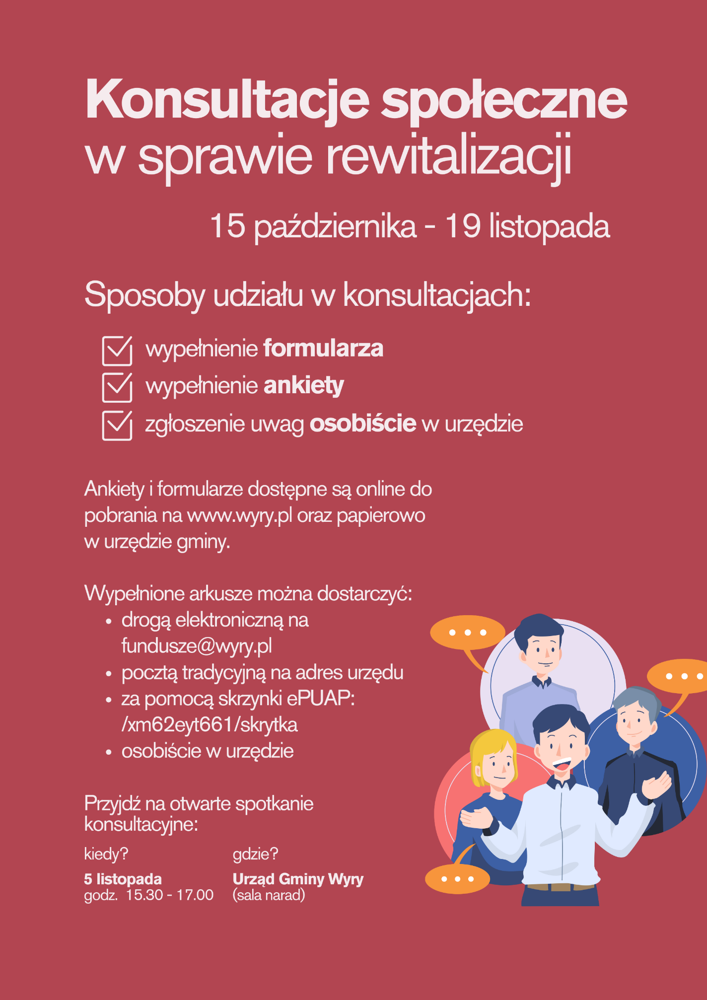 Konsultacje społeczne
w sprawie rewitalizacji
15 października - 19 listopada
Sposoby udziału w konsultacjach:
wypełnienie formularza
wypełnienie ankiety
zgłoszenie uwag osobiście w urzędzie
Ankiety i formularze dostępne są online do
pobrania na www.wyry.pl oraz papierowo
w urzędzie gminy.
Wypełnione arkusze można dostarczyć:
• drogą elektroniczną na
fundusze@wyry.pl
• pocztą tradycyjną na adres urzędu
• za pomocą skrzynki ePUAP:
/xm62eyt661/skrytka
• osobiście w urzędzie
Przyjdź na otwarte spotkanie
konsultacyjne:
kiedy?
5 listopada
godz. 15.30 - 17.00
gdzie?
Urząd Gminy Wyry
(sala narad)